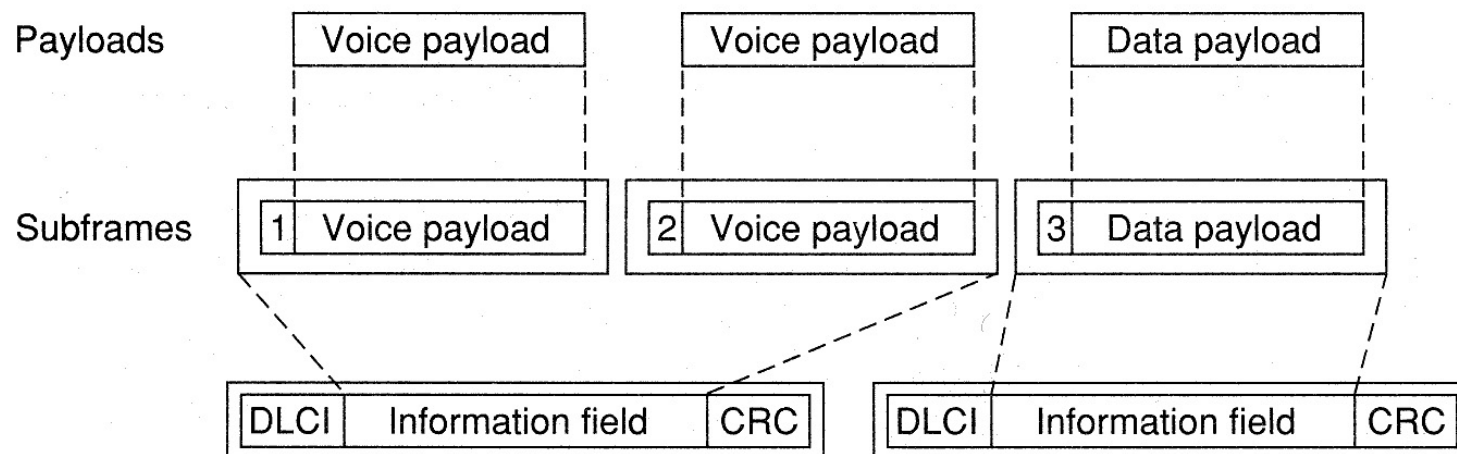 Payloads Voice payload Voice payload Data payload
Subframes 1 Voice payload 2 Voice payload 3 Data payload
DLCI Information field CRC DLCI Information field CRC